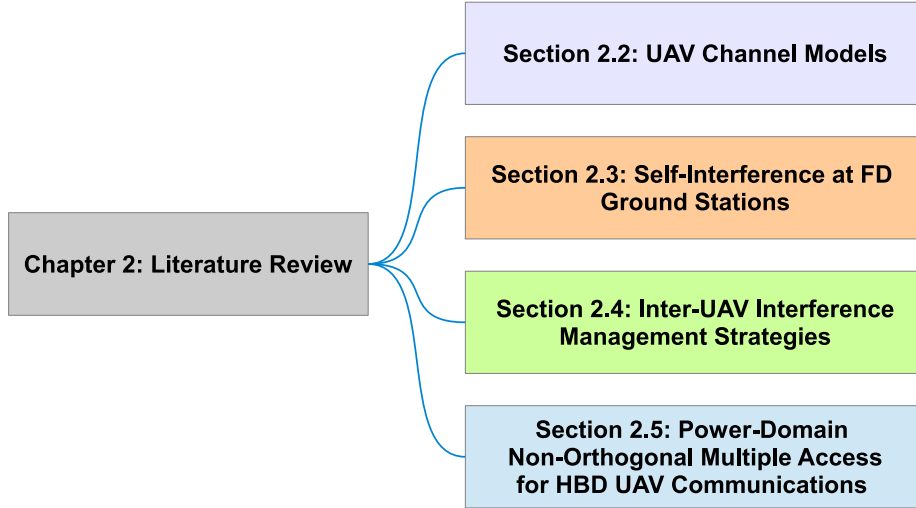 Section 2.2: UAV Channel Models
Section 2.3: Self-Interference at FD
Ground Stations
Chapter 2: Literature Review
Section 2.4: Inter-UAV Interference
Management Strategies
Section 2.5: Power-Domain
Non-Orthogonal Multiple Access
for HBD UAV Communications